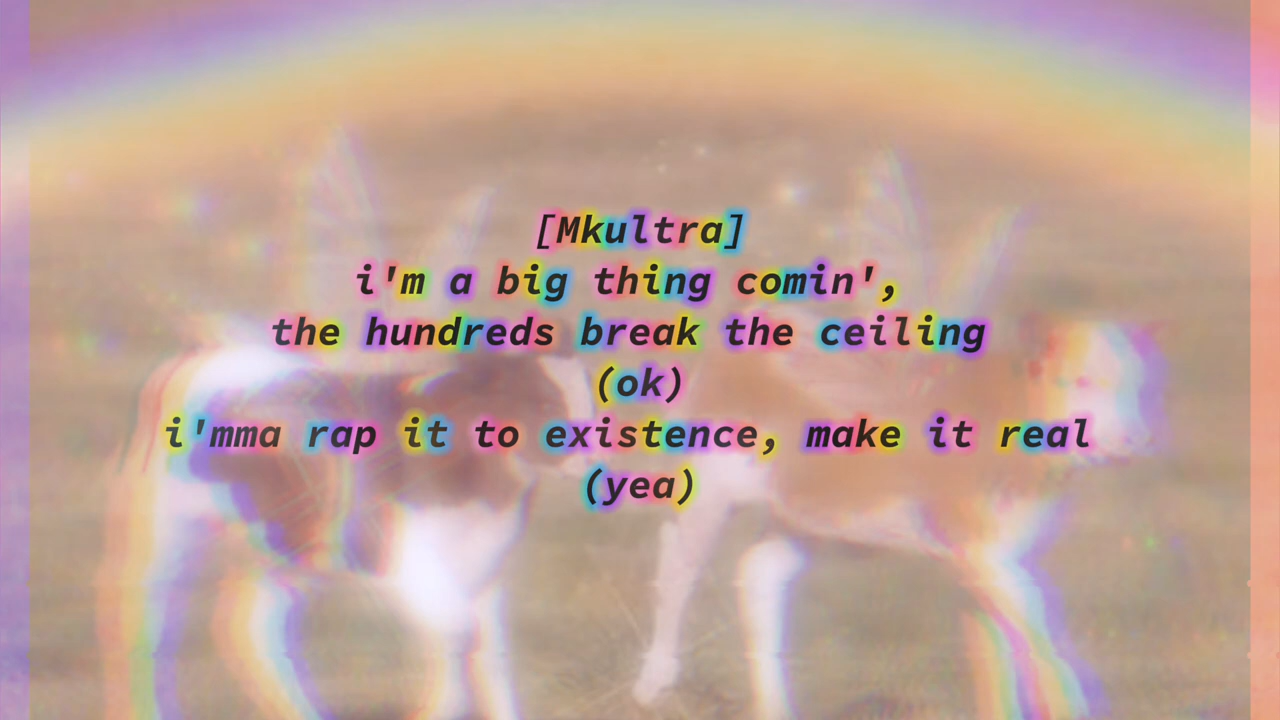 [Mkultra]
i'm a big thing comin',
the hundreds break the ceiling
(ok)
i'mma rap it to existence, make it real
(yea)